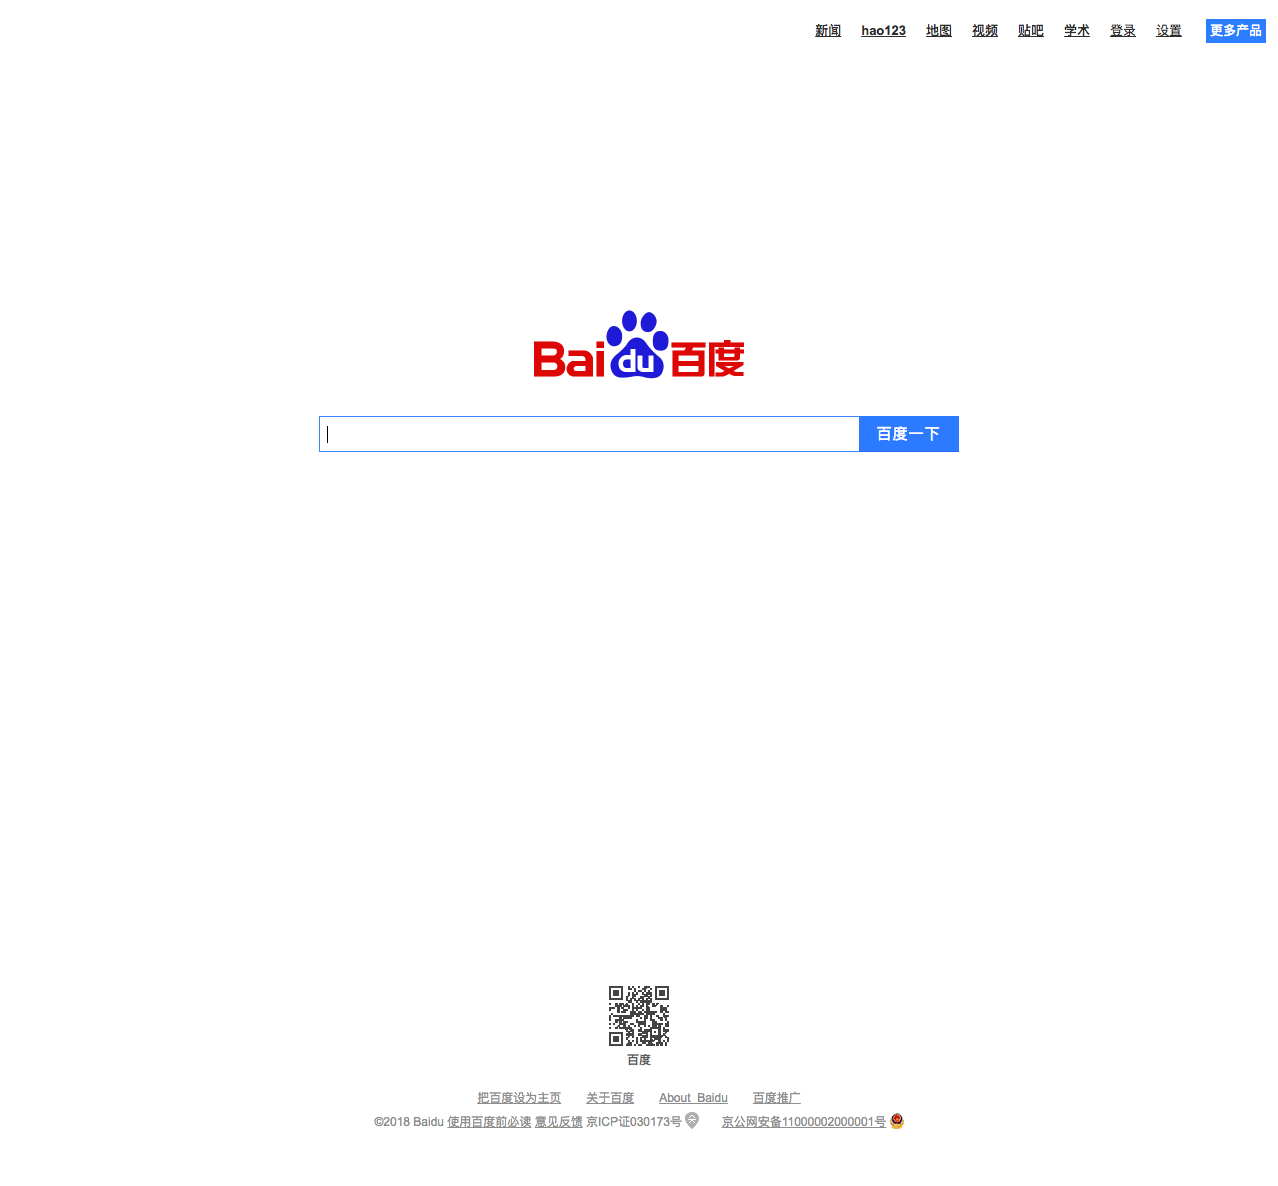 新闻 hao123 地图 视频 贴吧 学术 登录 设置 更多产品
Bai du 百度
百度一下
百度
把百度设为主页 关于百度 About Baidu 百度推广
©2018 Baidu 使用百度前必读 意见反馈 京ICP证030173号 京公网安备11000002000001号